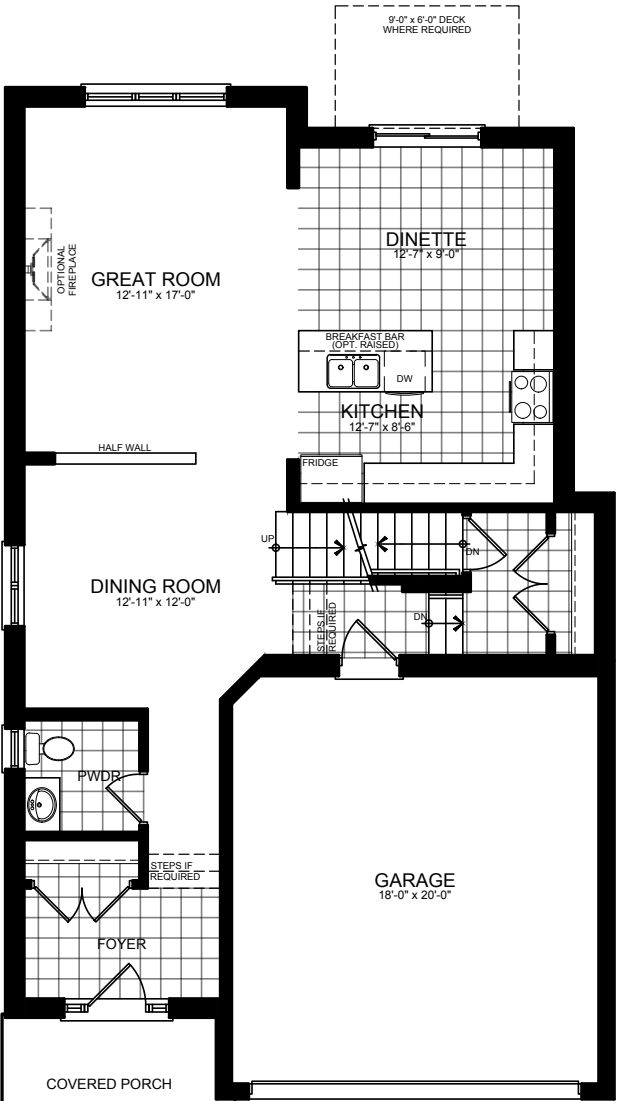 9'-0" x 6'-0" DECK
WHERE REQUIRED
DINETTE
12'-7" x 9'-0"
OPTIONAL
FIREPLACE
GREAT ROOM
12'-11" x 17'-0"
BREAKFAST BAR
(OPT. RAISED)
DW
KITCHEN
12'-7" x 8'-6"
HALF WALL
FRIDGE
UP
DN
DINING ROOM
12'-11" x 12'-0"
STEPS IF
REQUIRED
DN
PWDR
STEPS IF
REQUIRED
GARAGE
18'-0" x 20'-0"
FOYER
COVERED PORCH